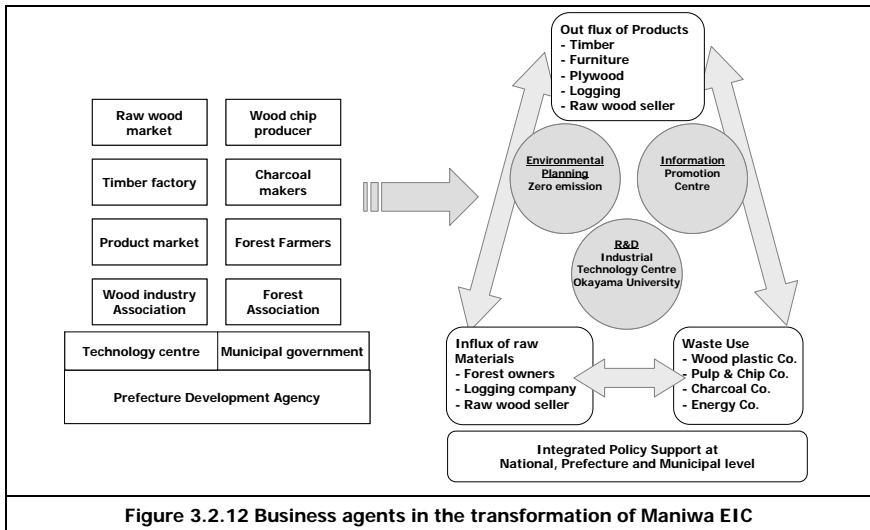 Raw wood
market
Wood chip
producer
Timber factory
Charcoal
makers
Product market
Forest Farmers
Wood industry
Association
Forest
Association
Technology centre
Municipal government
Prefecture Development Agency
Out flux of Products
- Timber
- Furniture
- Plywood
- Logging
- Raw wood seller
Environmental
Planning
Zero emission
Information
Promotion
Centre
R&D
Industrial
Technology Centre
Okayama University
Influx of raw
Materials
- Forest owners
- Logging company
- Raw wood seller
Waste Use
- Wood plastic Co.
- Pulp & Chip Co.
- Charcoal Co.
- Energy Co.
Integrated Policy Support at
National, Prefecture and Municipal level
Figure 3.2.12 Business agents in the transformation of Maniwa EIC